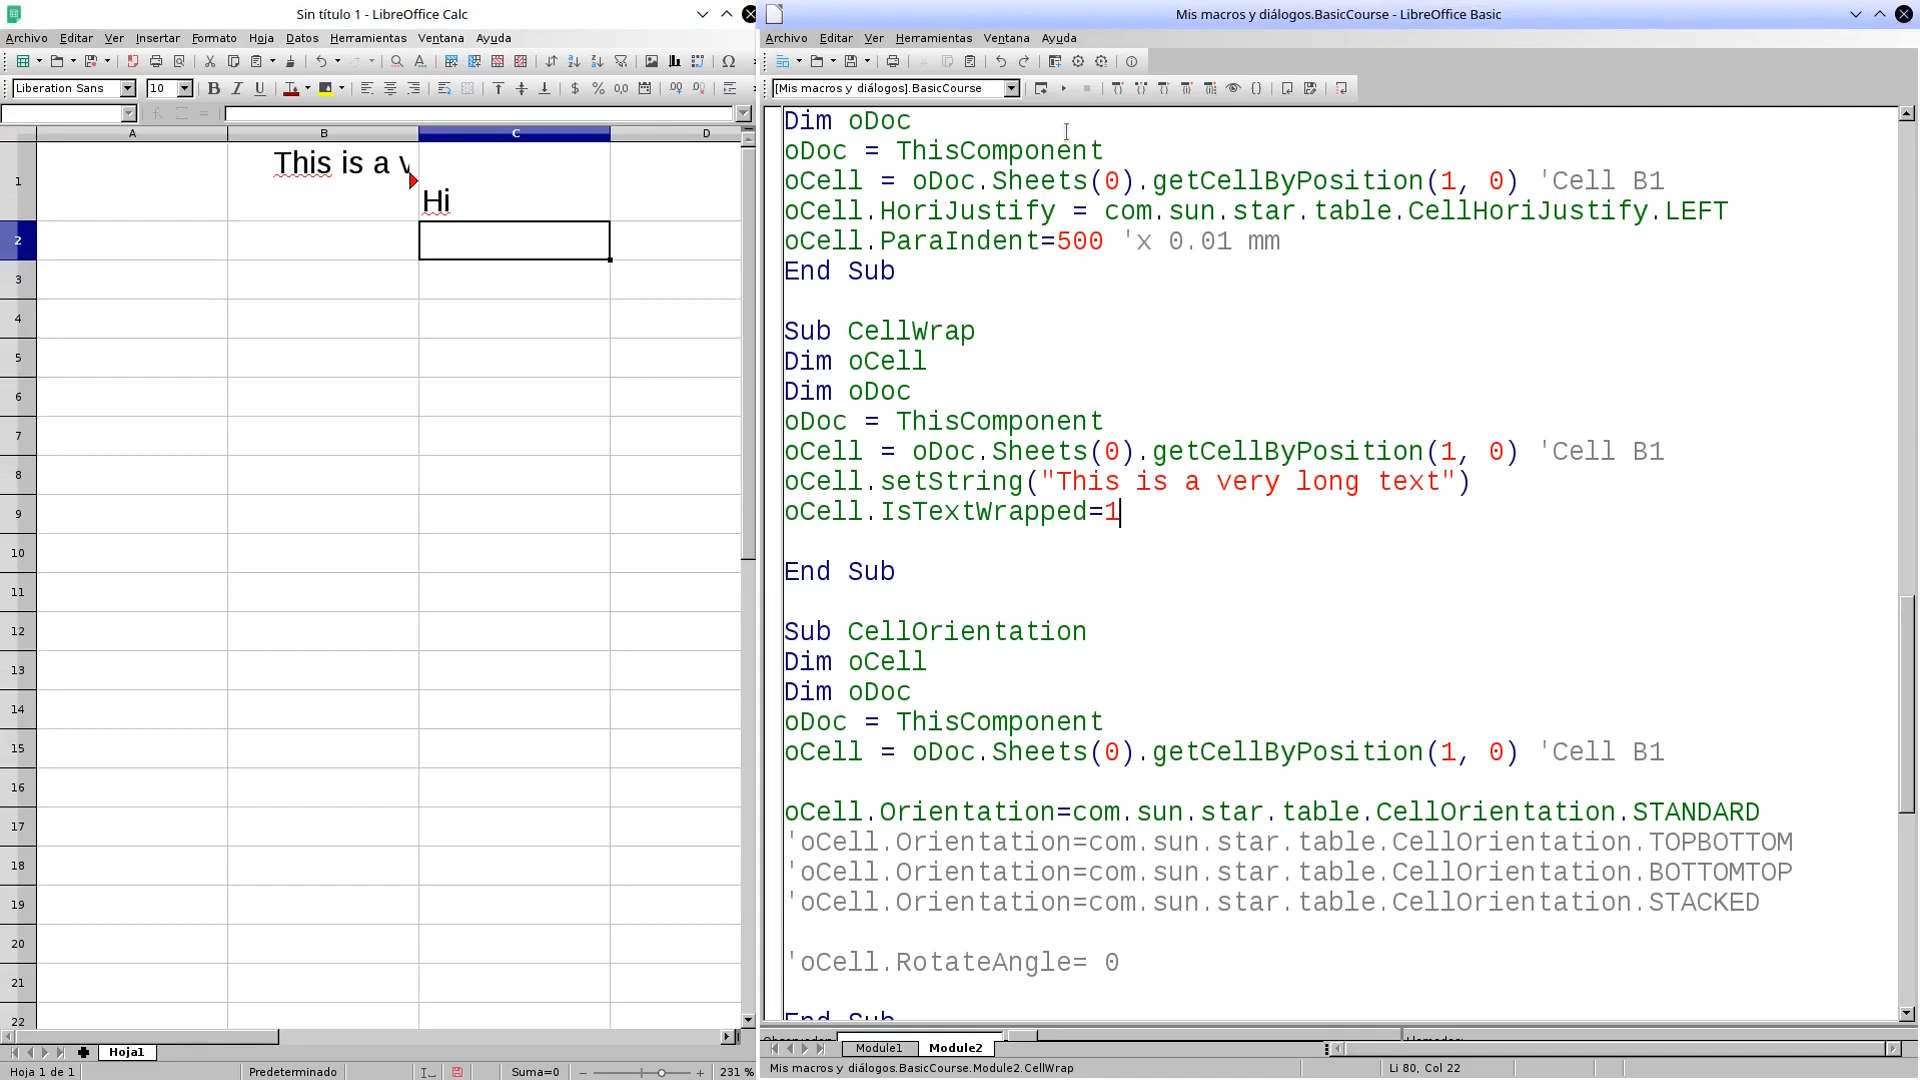 Sin título 1 - LibreOffice Calc
Archivo Editar Ver Insertar Formato Hoja Datos Herramientas Ventana Ayuda
Liberation Sans 10
A B C D
1 This is a v Hi
2
3
4
5
6
7
8
9
10
11
12
13
14
15
16
17
18
19
20
21
22
Hoja1
Hoja 1 de 1 Predeterminado Suma=0 231 %
Mis macros y diálogos.BasicCourse - LibreOffice Basic
Archivo Editar Ver Herramientas Ventana Ayuda
[Mis macros y diálogos].BasicCourse
Dim oDoc
oDoc = ThisComponent
oCell = oDoc.Sheets(0).getCellByPosition(1, 0) 'Cell B1
oCell.HoriJustify = com.sun.star.table.CellHoriJustify.LEFT
oCell.ParaIndent=500 'x 0.01 mm
End Sub
Sub CellWrap
Dim oCell
Dim oDoc
oDoc = ThisComponent
oCell = oDoc.Sheets(0).getCellByPosition(1, 0) 'Cell B1
oCell.setString("This is a very long text")
oCell.IsTextWrapped=1
End Sub
Sub CellOrientation
Dim oCell
Dim oDoc
oDoc = ThisComponent
oCell = oDoc.Sheets(0).getCellByPosition(1, 0) 'Cell B1
oCell.Orientation=com.sun.star.table.CellOrientation.STANDARD
'oCell.Orientation=com.sun.star.table.CellOrientation.TOPBOTTOM
'oCell.Orientation=com.sun.star.table.CellOrientation.BOTTOMTOP
'oCell.Orientation=com.sun.star.table.CellOrientation.STACKED
'oCell.RotateAngle= 0
End Sub
Module1 Module2
Mis macros y diálogos.BasicCourse.Module2.CellWrap Li 80, Col 22